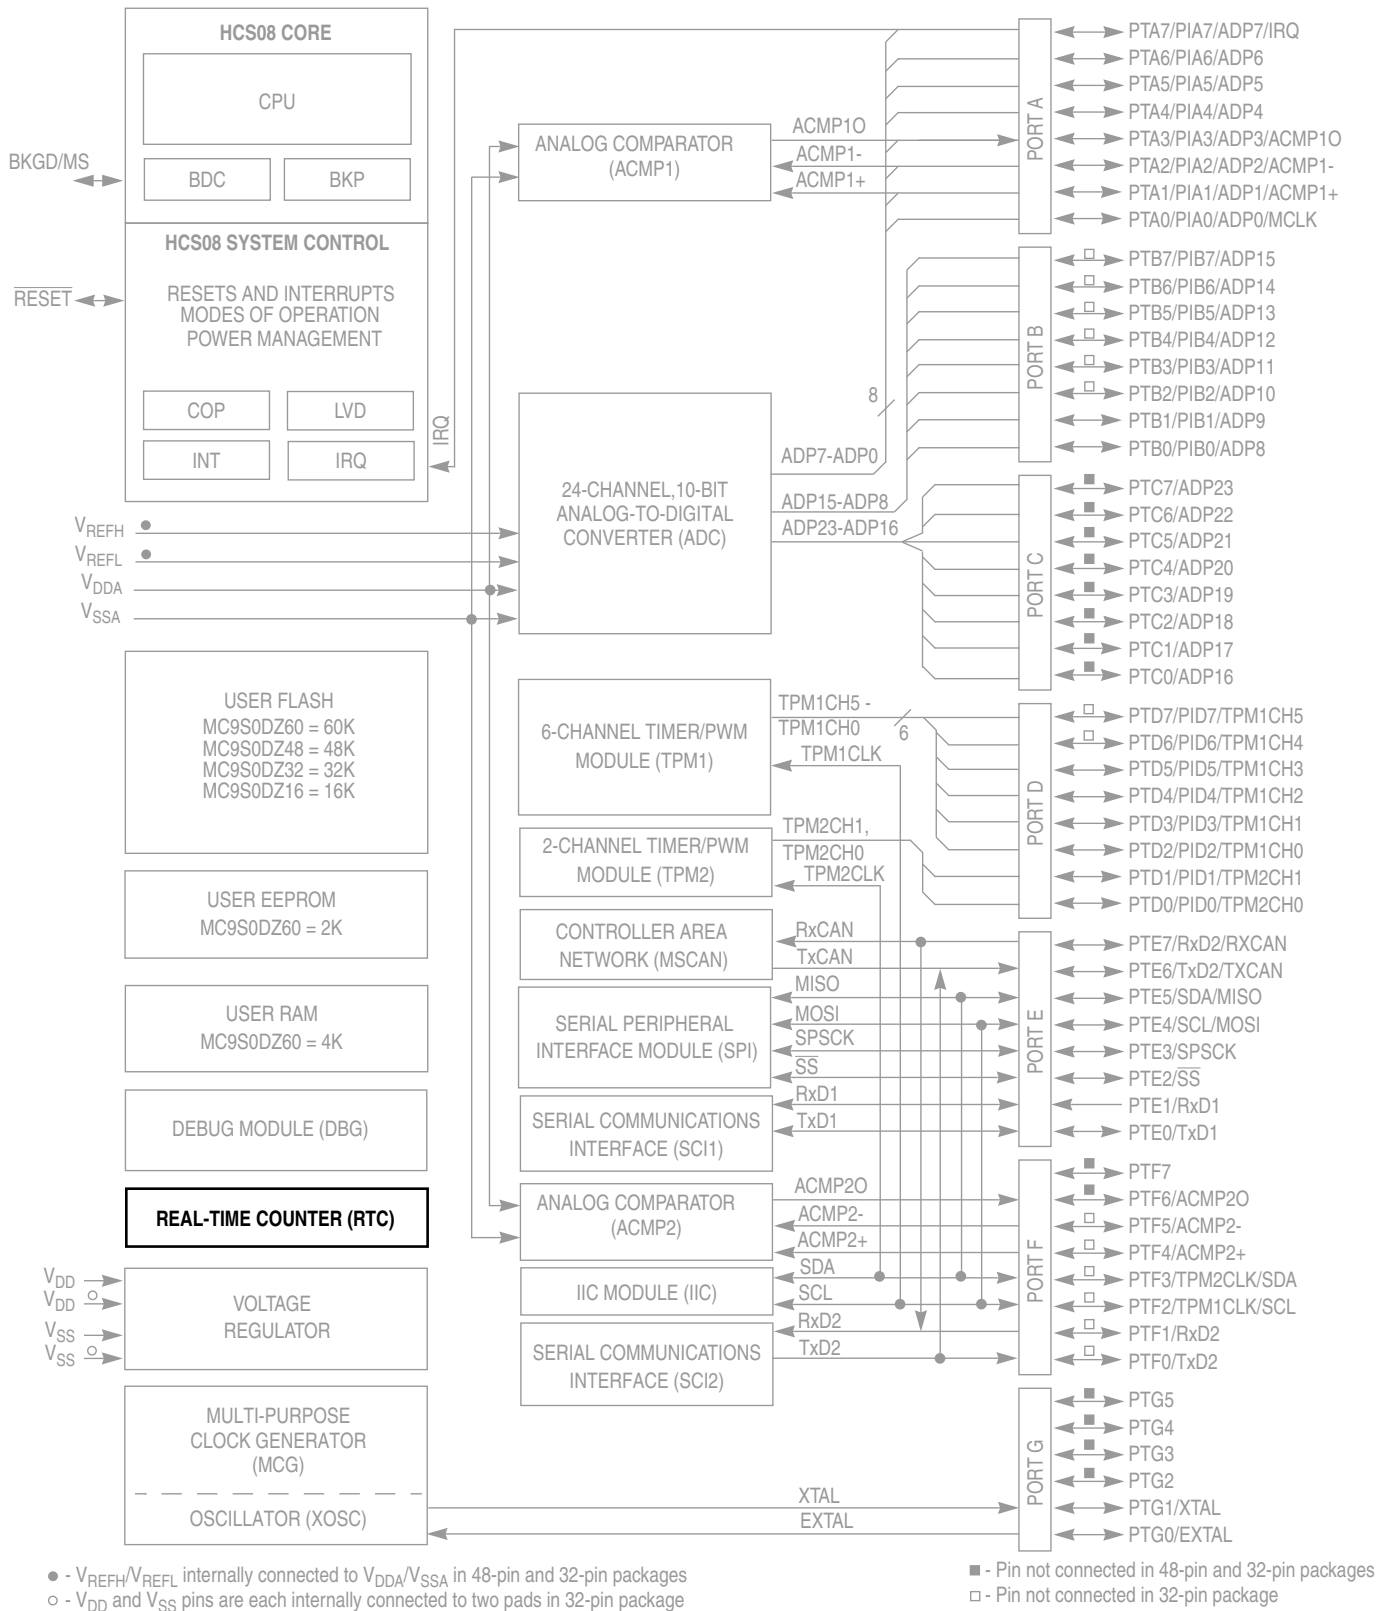 HCS08 CORE
CPU
BDC
BKP
BKGD/MS
HCS08 SYSTEM CONTROL
RESETS AND INTERRUPTS
MODES OF OPERATION
POWER MANAGEMENT
RESET
COP
LVD
INT
IRQ
IRQ
VREFH
VREFL
VDDA
VSSA
USER FLASH
MC9S0DZ60 = 60K
MC9S0DZ48 = 48K
MC9S0DZ32 = 32K
MC9S0DZ16 = 16K
USER EEPROM
MC9S0DZ60 = 2K
USER RAM
MC9S0DZ60 = 4K
DEBUG MODULE (DBG)
REAL-TIME COUNTER (RTC)
VDD
VDD
VSS
VSS
VOLTAGE
REGULATOR
MULTI-PURPOSE
CLOCK GENERATOR
(MCG)
OSCILLATOR (XOSC)
ANALOG COMPARATOR
(ACMP1)
ACMP1O
ACMP1-
ACMP1+
24-CHANNEL,10-BIT
ANALOG-TO-DIGITAL
CONVERTER (ADC)
8
ADP7-ADP0
ADP15-ADP8
ADP23-ADP16
6-CHANNEL TIMER/PWM
MODULE (TPM1)
TPM1CH5 -
TPM1CH0
6
TPM1CLK
2-CHANNEL TIMER/PWM
MODULE (TPM2)
TPM2CH1,
TPM2CH0
TPM2CLK
CONTROLLER AREA
NETWORK (MSCAN)
RxCAN
TxCAN
SERIAL PERIPHERAL
INTERFACE MODULE (SPI)
MISO
MOSI
SPSCK
SS
SERIAL COMMUNICATIONS
INTERFACE (SCI1)
RxD1
TxD1
ANALOG COMPARATOR
(ACMP2)
ACMP2O
ACMP2-
ACMP2+
IIC MODULE (IIC)
SDA
SCL
SERIAL COMMUNICATIONS
INTERFACE (SCI2)
RxD2
TxD2
XTAL
EXTAL
PORT A
PTA7/PIA7/ADP7/IRQ
PTA6/PIA6/ADP6
PTA5/PIA5/ADP5
PTA4/PIA4/ADP4
PTA3/PIA3/ADP3/ACMP1O
PTA2/PIA2/ADP2/ACMP1-
PTA1/PIA1/ADP1/ACMP1+
PTA0/PIA0/ADP0/MCLK
PORT B
PTB7/PIB7/ADP15
PTB6/PIB6/ADP14
PTB5/PIB5/ADP13
PTB4/PIB4/ADP12
PTB3/PIB3/ADP11
PTB2/PIB2/ADP10
PTB1/PIB1/ADP9
PTB0/PIB0/ADP8
PORT C
PTC7/ADP23
PTC6/ADP22
PTC5/ADP21
PTC4/ADP20
PTC3/ADP19
PTC2/ADP18
PTC1/ADP17
PTC0/ADP16
PORT D
PTD7/PID7/TPM1CH5
PTD6/PID6/TPM1CH4
PTD5/PID5/TPM1CH3
PTD4/PID4/TPM1CH2
PTD3/PID3/TPM1CH1
PTD2/PID2/TPM1CH0
PTD1/PID1/TPM2CH1
PTD0/PID0/TPM2CH0
PORT E
PTE7/RxD2/RXCAN
PTE6/TxD2/TXCAN
PTE5/SDA/MISO
PTE4/SCL/MOSI
PTE3/SPSCK
PTE2/SS
PTE1/RxD1
PTE0/TxD1
PORT F
PTF7
PTF6/ACMP2O
PTF5/ACMP2-
PTF4/ACMP2+
PTF3/TPM2CLK/SDA
PTF2/TPM1CLK/SCL
PTF1/RxD2
PTF0/TxD2
PORT G
PTG5
PTG4
PTG3
PTG2
PTG1/XTAL
PTG0/EXTAL
● - VREFH/VREFL internally connected to VDDA/VSSA in 48-pin and 32-pin packages
○ - VDD and VSS pins are each internally connected to two pads in 32-pin package
■ - Pin not connected in 48-pin and 32-pin packages
□ - Pin not connected in 32-pin package